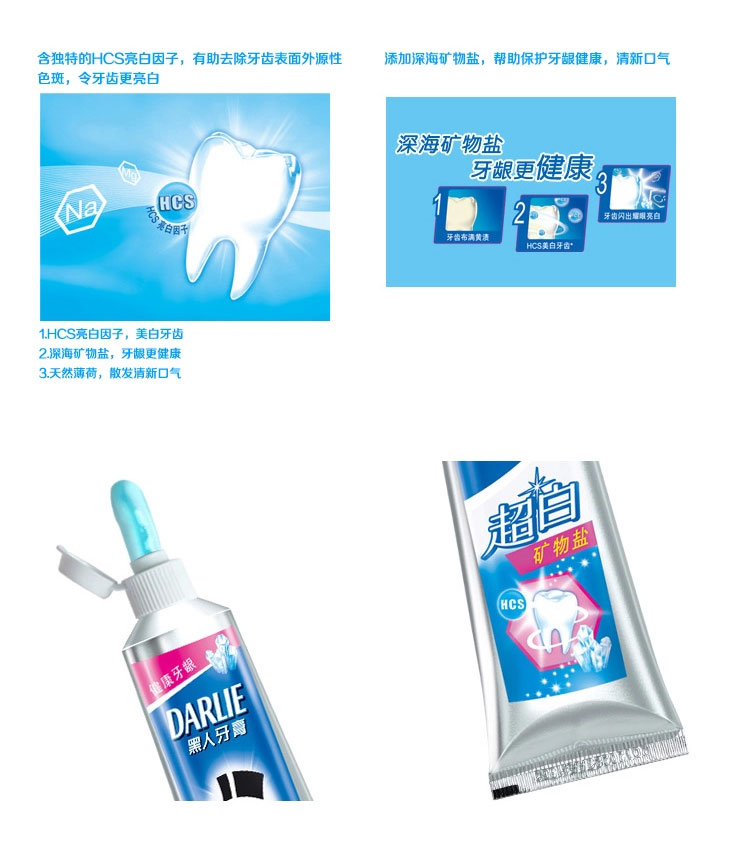 含独特的HCS亮白因子，有助去除牙齿表面外源性
色斑，令牙齿更亮白
添加深海矿物盐，帮助保护牙龈健康，清新口气
Mg
Na
HCS
HCS亮白因子
深海矿物盐
牙龈更健康
1
牙齿布满黄渍
2
HCS美白牙齿*
3
牙齿闪出耀眼亮白
1.HCS亮白因子，美白牙齿
2.深海矿物盐，牙龈更健康
3.天然薄荷，散发清新口气
健康牙龈
DARLIE
黑人牙膏
超白
矿物盐
HCS